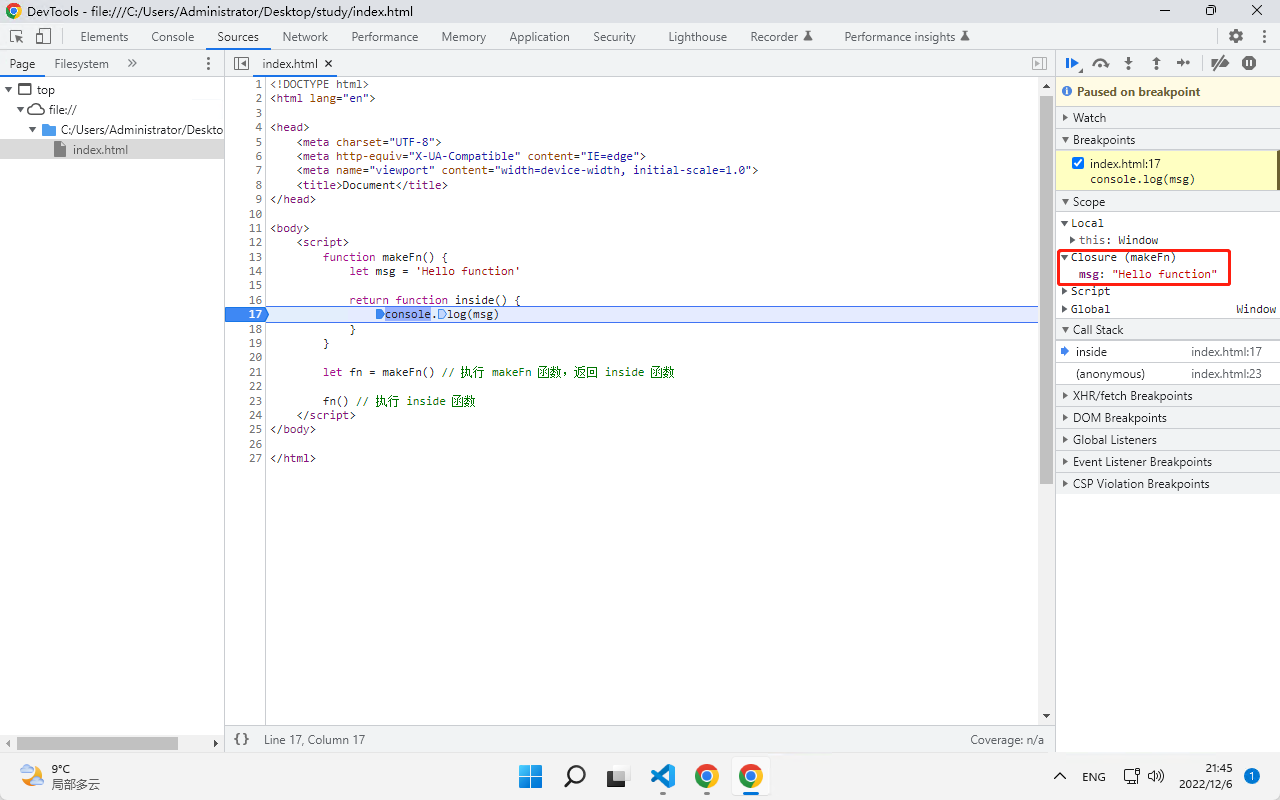 DevTools - file:///C:/Users/Administrator/Desktop/study/index.html
Elements Console Sources Network Performance Memory Application Security Lighthouse Recorder Performance insights
Page Filesystem »
index.html ×
top
file://
C:/Users/Administrator/Deskto
index.html
1 <!DOCTYPE html>
2 <html lang="en">
3
4 <head>
5 <meta charset="UTF-8">
6 <meta http-equiv="X-UA-Compatible" content="IE=edge">
7 <meta name="viewport" content="width=device-width, initial-scale=1.0">
8 <title>Document</title>
9 </head>
10
11 <body>
12 <script>
13 function makeFn() {
14 let msg = 'Hello function'
15
16 return function inside() {
17 console.log(msg)
18 }
19 }
20
21 let fn = makeFn() // 执行 makeFn 函数，返回 inside 函数
22
23 fn() // 执行 inside 函数
24 </script>
25 </body>
26
27 </html>
{} Line 17, Column 17
Coverage: n/a
Paused on breakpoint
Watch
Breakpoints
index.html:17
console.log(msg)
Scope
Local
this: Window
Closure (makeFn)
msg: "Hello function"
Script
Global Window
Call Stack
inside index.html:17
(anonymous) index.html:23
XHR/fetch Breakpoints
DOM Breakpoints
Global Listeners
Event Listener Breakpoints
CSP Violation Breakpoints
9°C
局部多云
ENG
21:45
2022/12/6
1